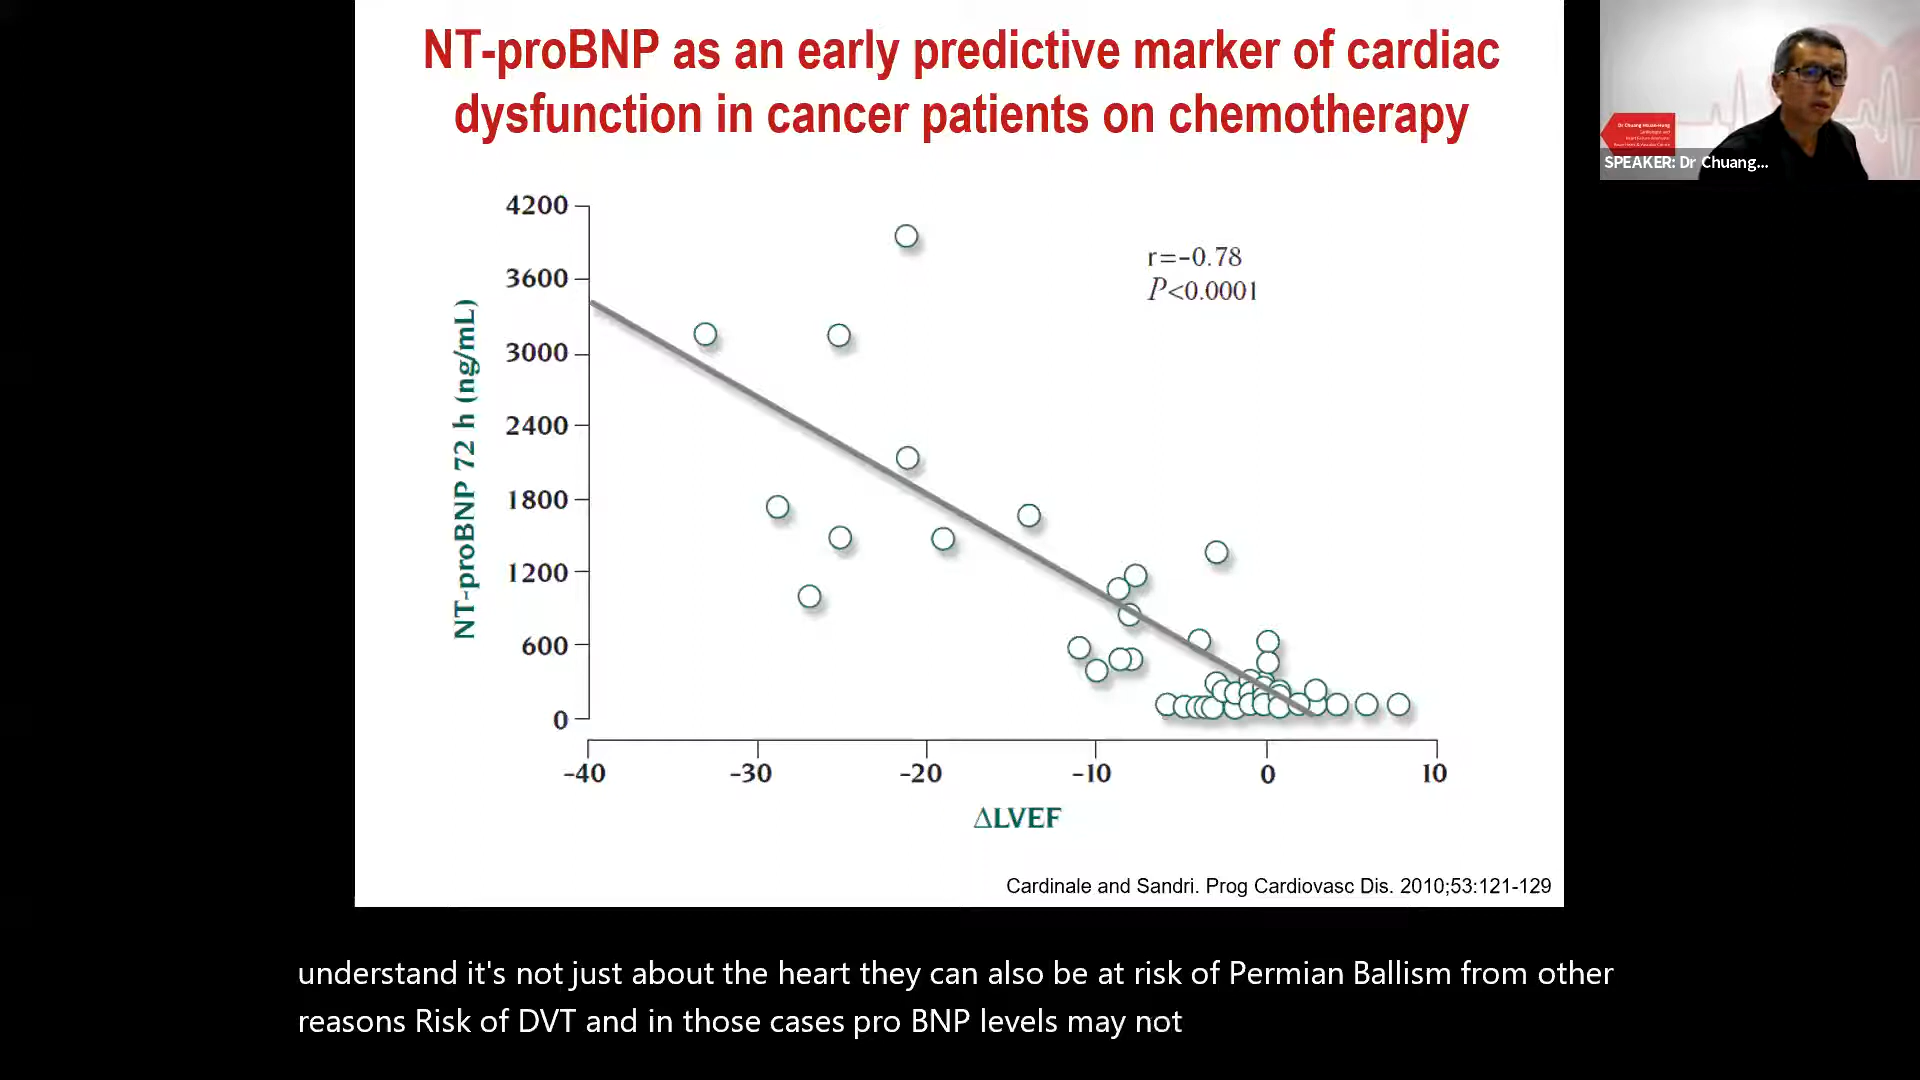 NT-proBNP as an early predictive marker of cardiac
dysfunction in cancer patients on chemotherapy
Dr Chuang Hsuan-Hung
SPEAKER: Dr Chuang...
NT-proBNP 72 h (ng/mL)
4200
3600
3000
2400
1800
1200
600
0
r=-0.78
P<0.0001
-40
-30
-20
-10
0
10
ΔLVEF
Cardinale and Sandri. Prog Cardiovasc Dis. 2010;53:121-129
understand it's not just about the heart they can also be at risk of Permian Ballism from other
reasons Risk of DVT and in those cases pro BNP levels may not